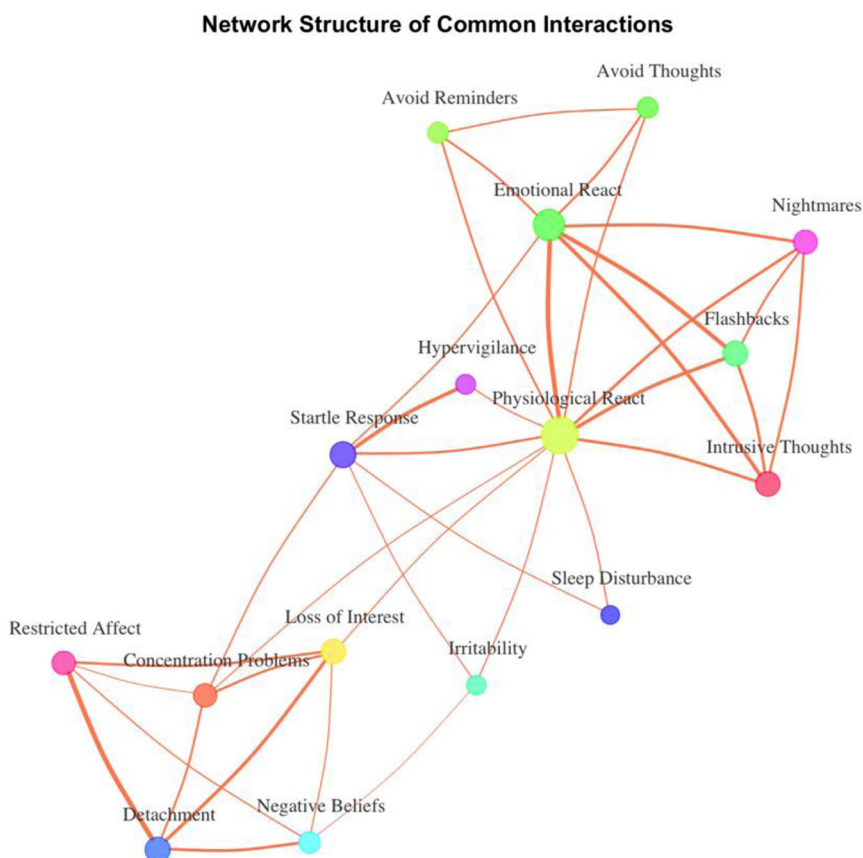 Network Structure of Common Interactions
Avoid Thoughts
Avoid Reminders
Emotional React
Nightmares
Flashbacks
Hypervigilance
Physiological React
Startle Response
Intrusive Thoughts
Sleep Disturbance
Loss of Interest
Restricted Affect
Irritability
Concentration Problems
Negative Beliefs
Detachment